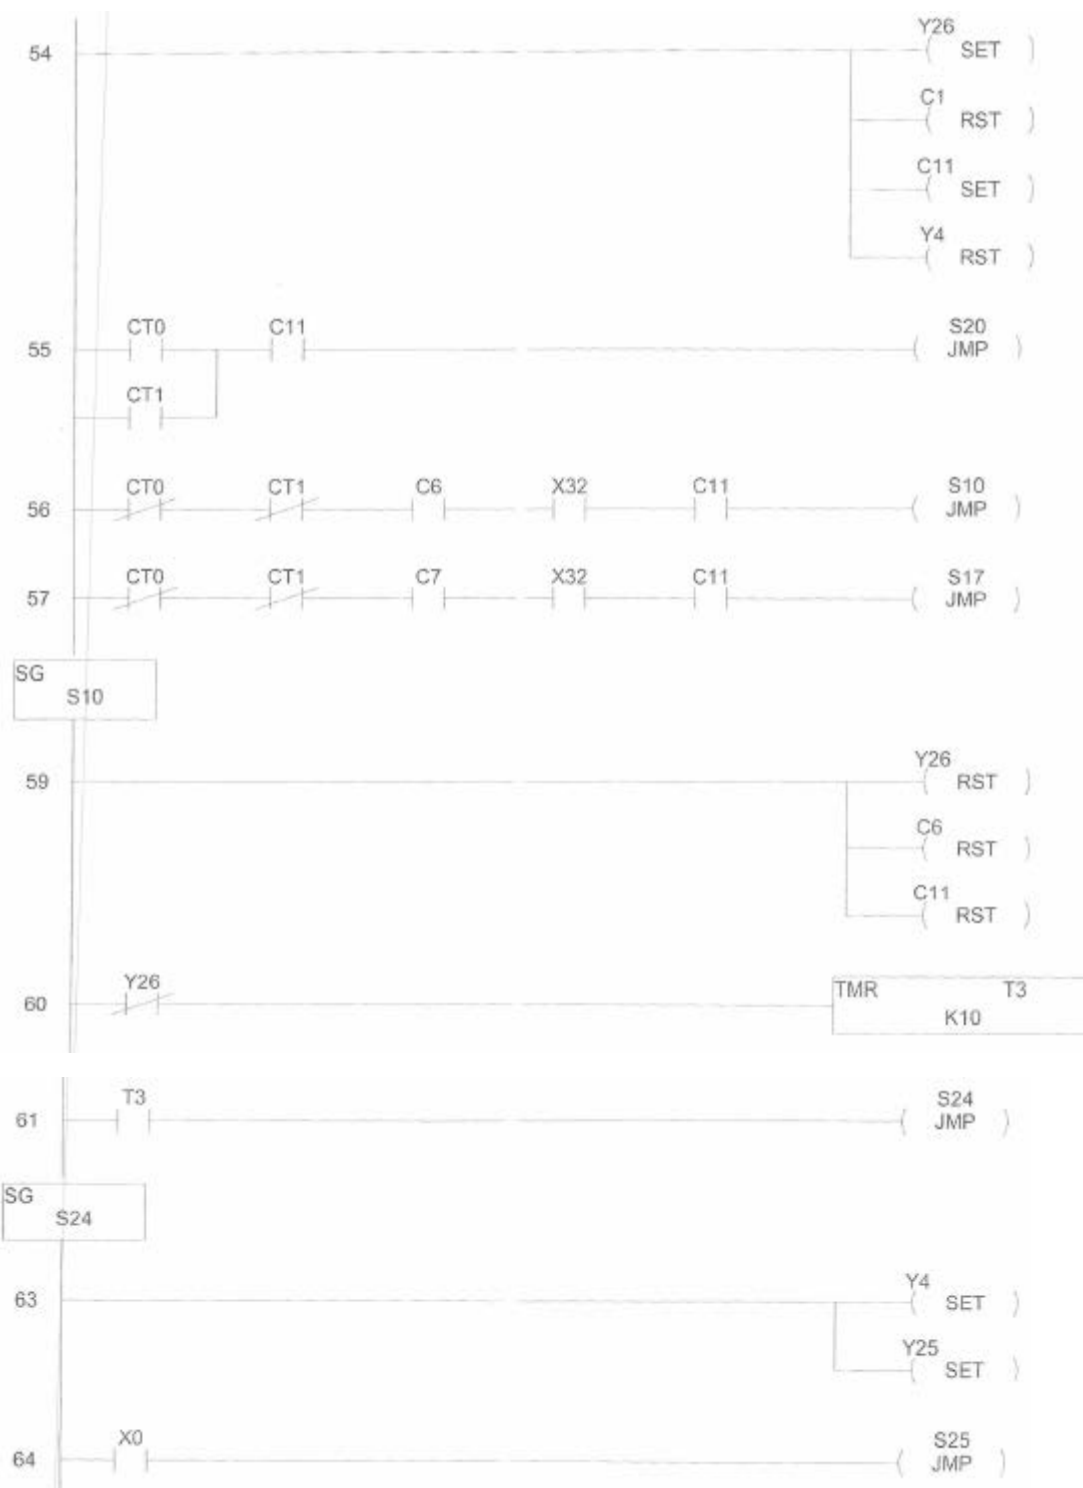 Y26
54 ( SET )
C1
( RST )
C11
( SET )
Y4
( RST )
CT0 C11 S20
55 ( JMP )
CT1
CT0 CT1 C6 X32 C11 S10
56 ( JMP )
CT0 CT1 C7 X32 C11 S17
57 ( JMP )
SG
S10
Y26
59 ( RST )
C6
( RST )
C11
( RST )
Y26
60 TMR T3
K10
T3 S24
61 ( JMP )
SG
S24
Y4
63 ( SET )
Y25
( SET )
X0 S25
64 ( JMP )